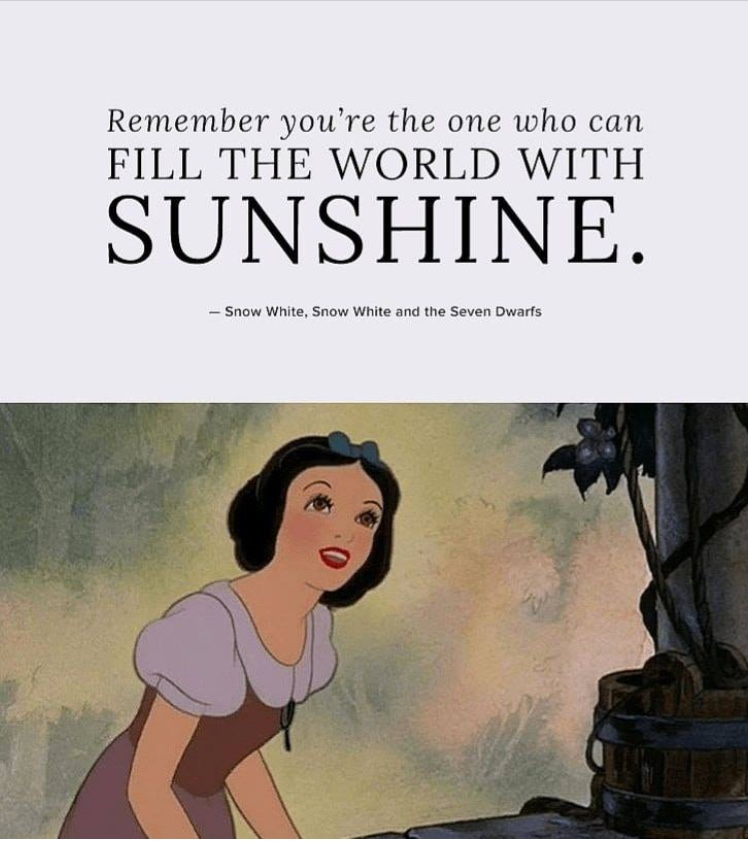 Remember you’re the one who can
FILL THE WORLD WITH
SUNSHINE.
— Snow White, Snow White and the Seven Dwarfs